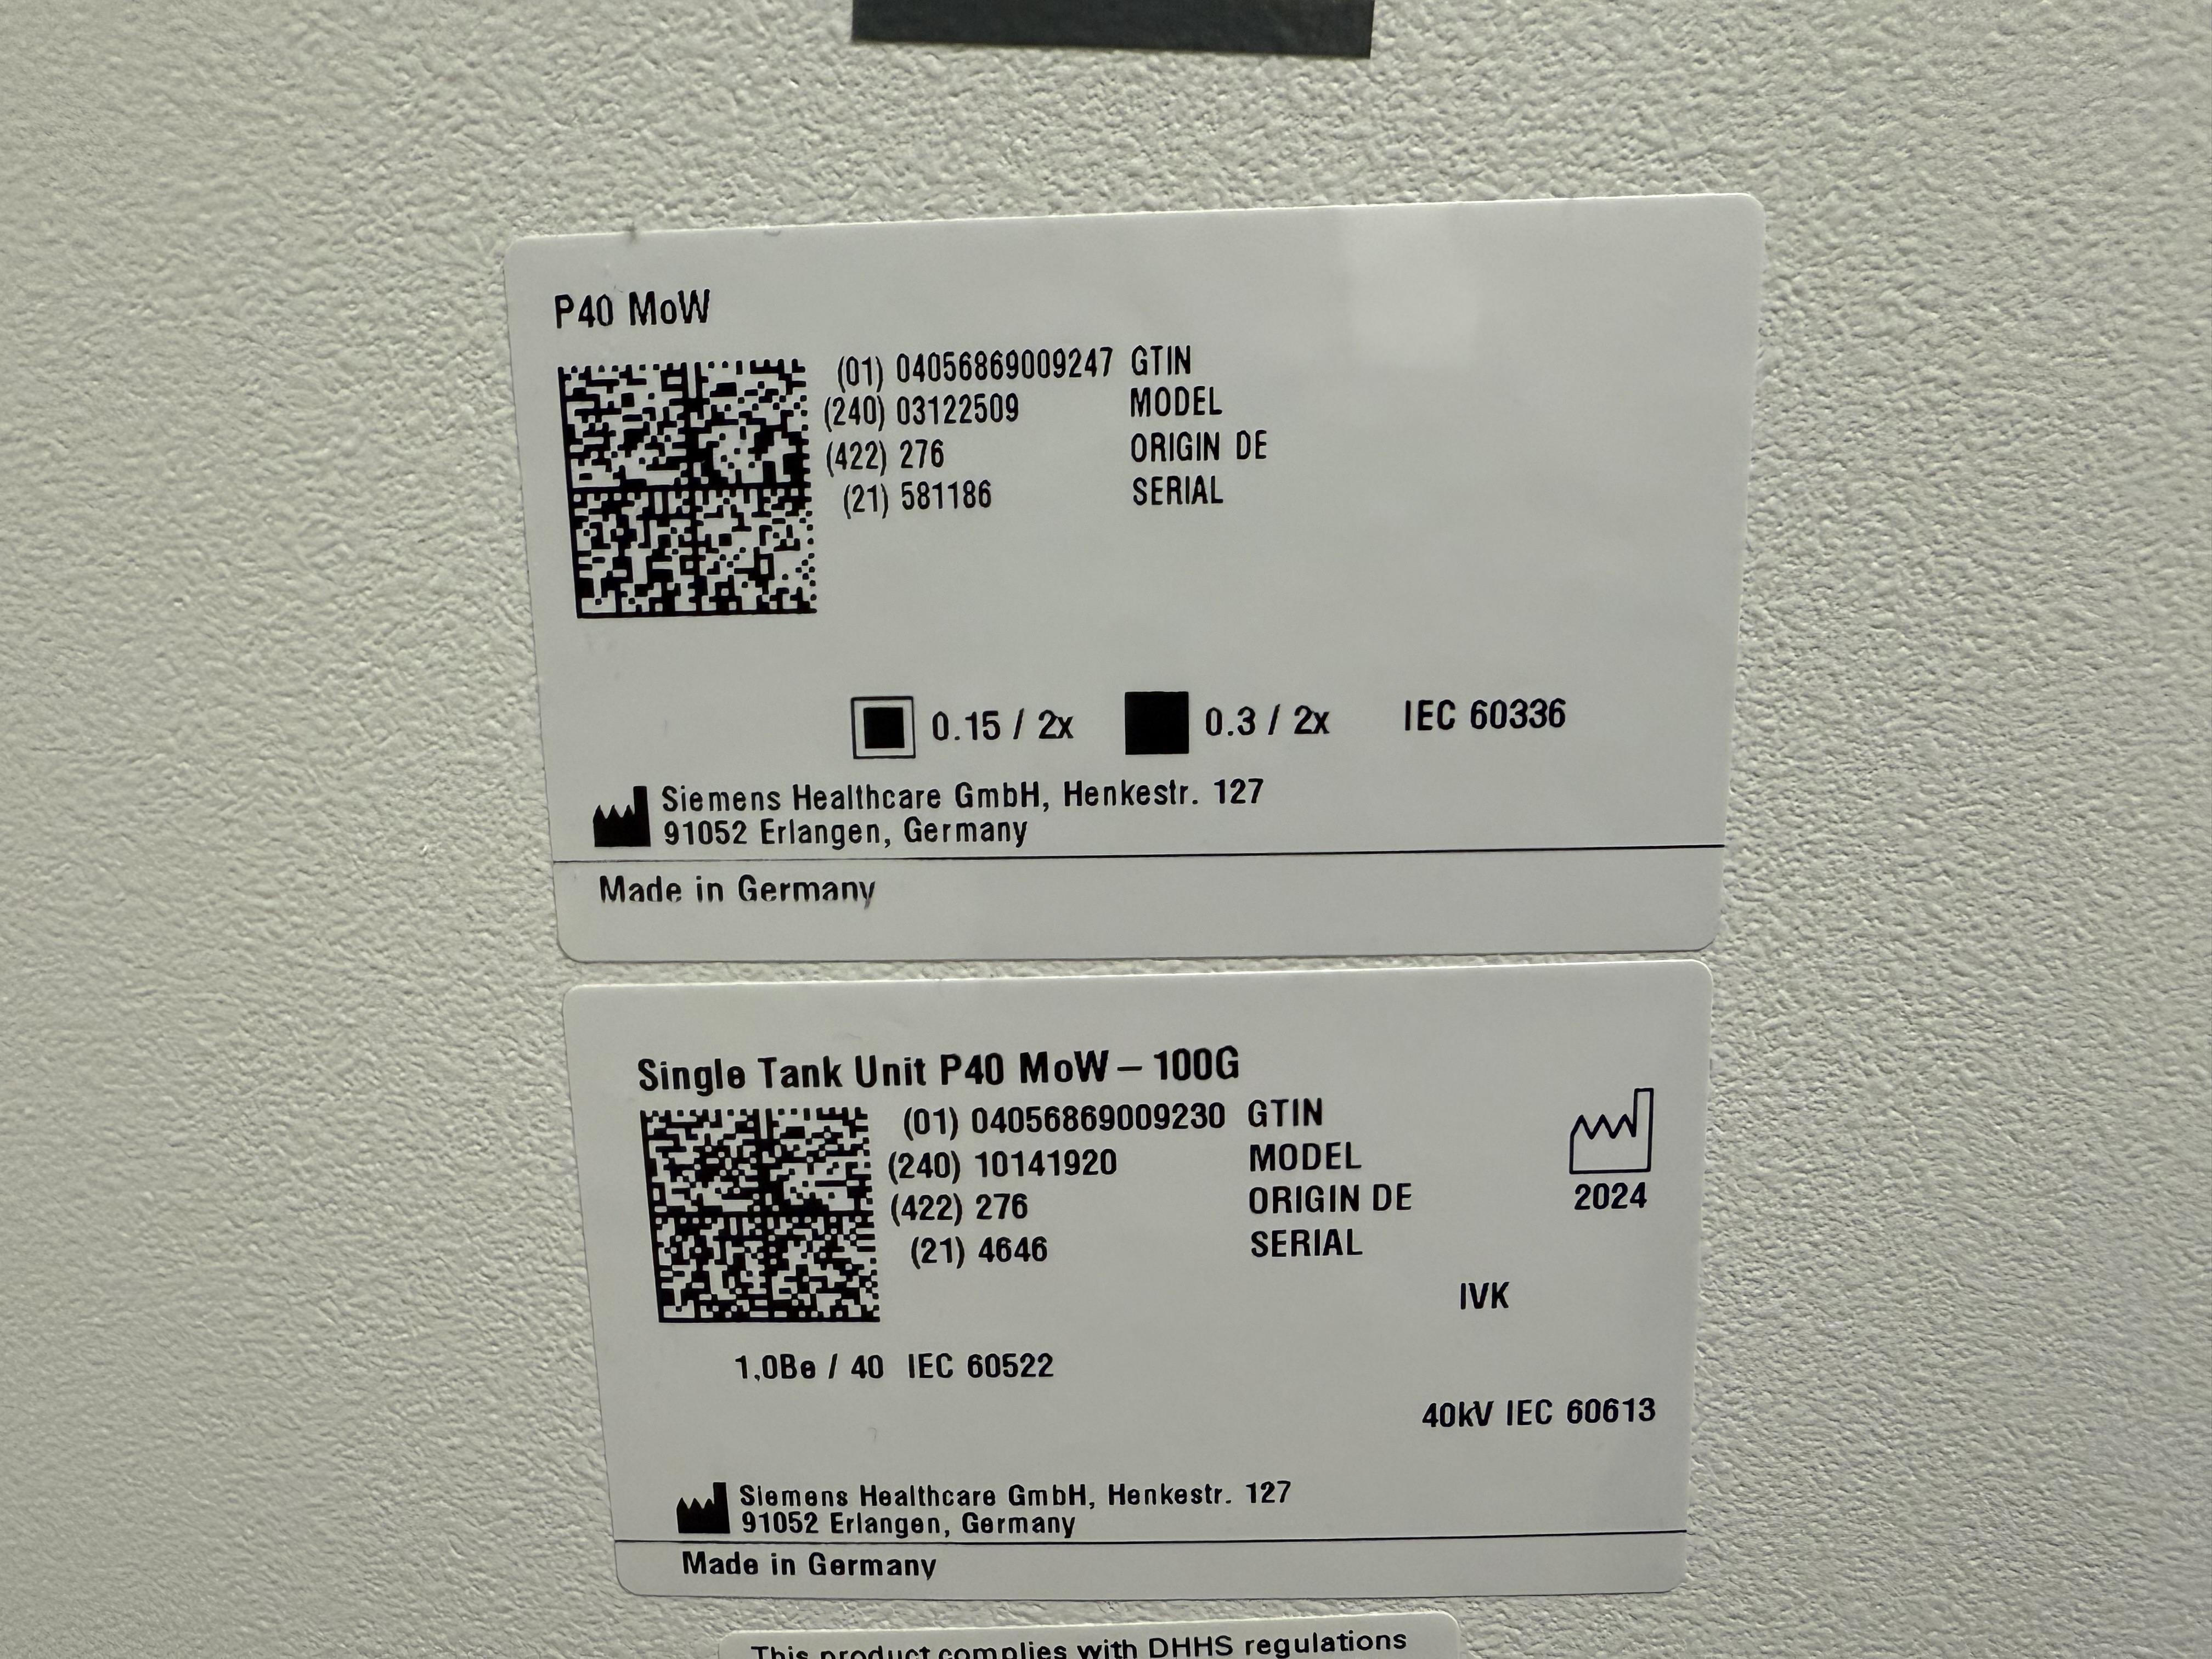 P40 MoW
(01) 04056869009247 GTIN
(240) 03122509 MODEL
(422) 276 ORIGIN DE
(21) 581186 SERIAL
0.15 / 2x 0.3 / 2x IEC 60336
Siemens Healthcare GmbH, Henkestr. 127
91052 Erlangen, Germany
Made in Germany
Single Tank Unit P40 MoW – 100G
(01) 04056869009230 GTIN
(240) 10141920 MODEL
(422) 276 ORIGIN DE
2024
(21) 4646 SERIAL
IVK
1,0Be / 40 IEC 60522
40kV IEC 60613
Siemens Healthcare GmbH, Henkestr. 127
91052 Erlangen, Germany
Made in Germany
This product complies with DHHS regulations